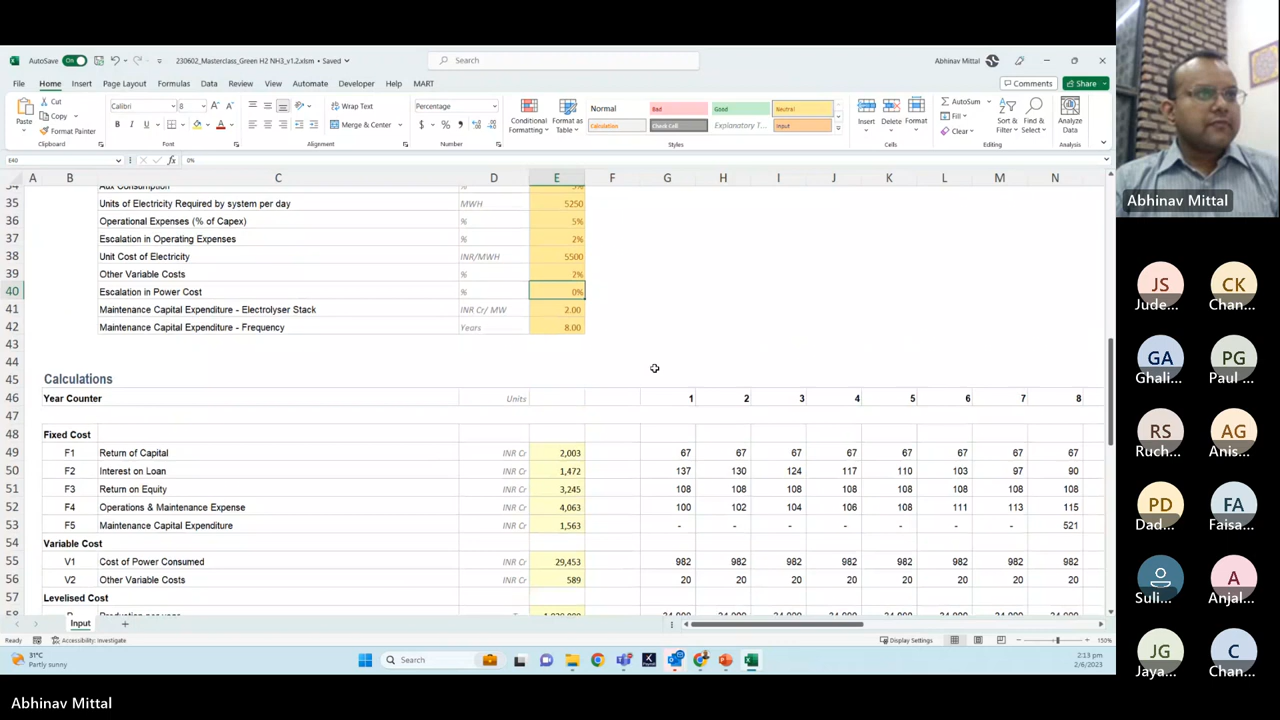 AutoSave On 230602_Masterclass_Green H2 NH3_v1.2.xlsm • Saved Search Abhinav Mittal
File Home Insert Page Layout Formulas Data Review View Automate Developer Help MART Comments Share
Paste Cut Copy Format Painter Calibri 8 Wrap Text Merge & Center Percentage Conditional Formatting Format as Table Normal Bad Good Neutral Calculation Check Cell Explanatory T... Input Insert Delete Format AutoSum Fill Clear Sort & Filter Find & Select Analyze Data
Clipboard Font Alignment Number Styles Cells Editing Analysis
E40 fx 0%
A B C D E F G H I J K L M N
34 Aux Consumption %
35 Units of Electricity Required by system per day MWH 5250
36 Operational Expenses (% of Capex) % 5%
37 Escalation in Operating Expenses % 2%
38 Unit Cost of Electricity INR/MWH 5500
39 Other Variable Costs % 2%
40 Escalation in Power Cost % 0%
41 Maintenance Capital Expenditure - Electrolyser Stack INR Cr/ MW 2.00
42 Maintenance Capital Expenditure - Frequency Years 8.00
43
44
45 Calculations
46 Year Counter Units 1 2 3 4 5 6 7 8
47
48 Fixed Cost
49 F1 Return of Capital INR Cr 2,003 67 67 67 67 67 67 67 67
50 F2 Interest on Loan INR Cr 1,472 137 130 124 117 110 103 97 90
51 F3 Return on Equity INR Cr 3,245 108 108 108 108 108 108 108 108
52 F4 Operations & Maintenance Expense INR Cr 4,063 100 102 104 106 108 111 113 115
53 F5 Maintenance Capital Expenditure INR Cr 1,563 - - - - - - - 521
54 Variable Cost
55 V1 Cost of Power Consumed INR Cr 29,453 982 982 982 982 982 982 982 982
56 V2 Other Variable Costs INR Cr 589 20 20 20 20 20 20 20 20
57 Levelised Cost
58
Input
Ready Accessibility: Investigate Display Settings 150%
31°C
Partly sunny
Search
2:13 pm
2/6/2023
Abhinav Mittal
Abhinav Mittal
JS CK
Jude... Chan...
GA PG
Ghali... Paul ...
RS AG
Ruch... Anis...
PD FA
Dad... Faisa...
A
Suli... Anjal...
JG C
Jaya... Chan...